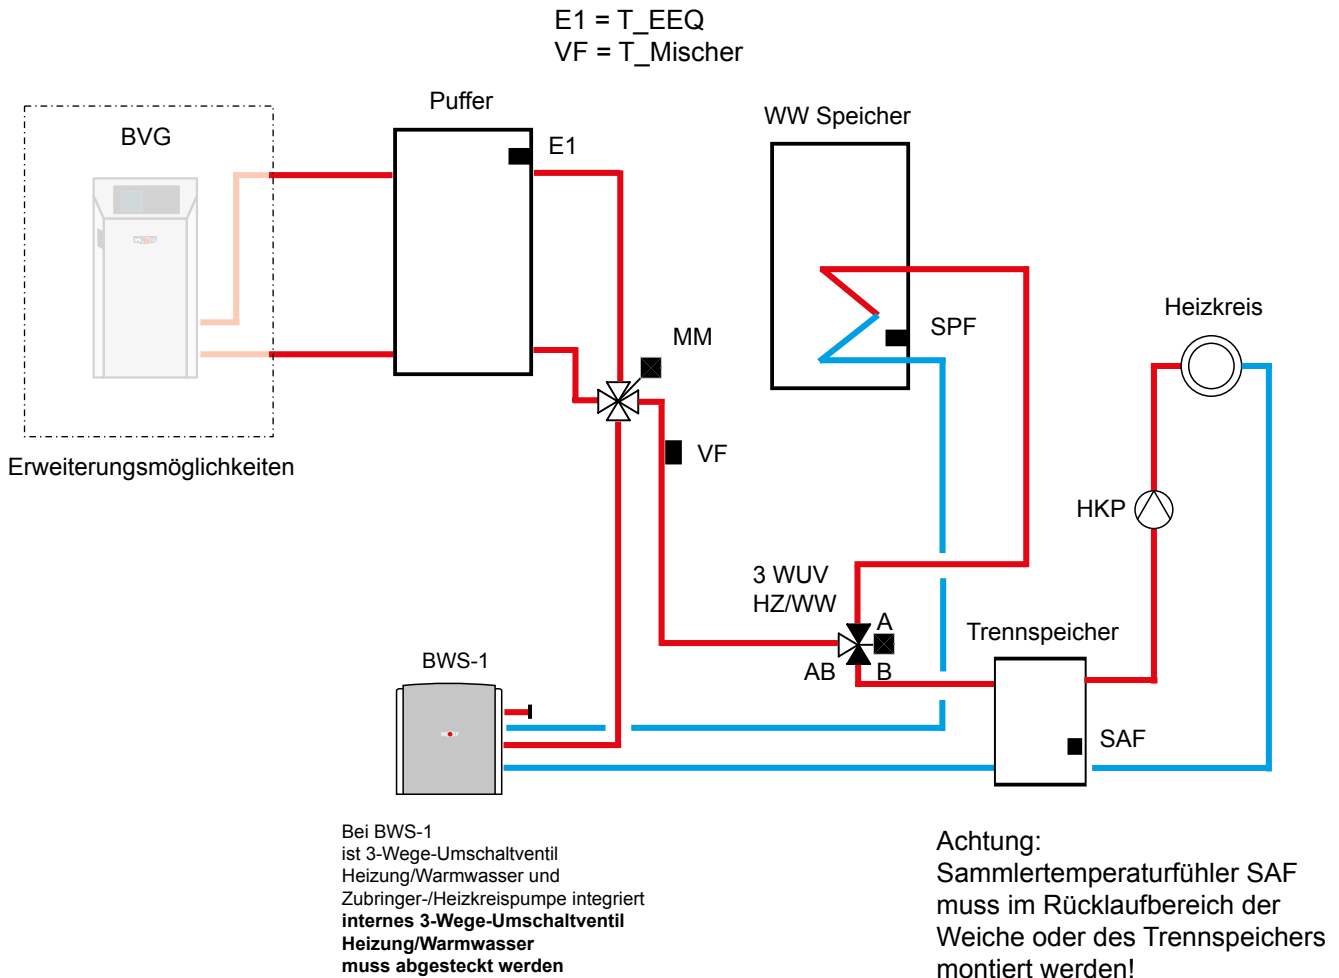 E1 = T_EEQ
VF = T_Mischer
BVG
Puffer
E1
WW Speicher
SPF
Heizkreis
MM
VF
Erweiterungsmöglichkeiten
HKP
3 WUV
HZ/WW
A
AB
B
Trennspeicher
SAF
BWS-1
Bei BWS-1
ist 3-Wege-Umschaltventil
Heizung/Warmwasser und
Zubringer-/Heizkreispumpe integriert
internes 3-Wege-Umschaltventil
Heizung/Warmwasser
muss abgesteckt werden
Achtung:
Sammlertemperaturfühler SAF
muss im Rücklaufbereich der
Weiche oder des Trennspeichers
montiert werden!